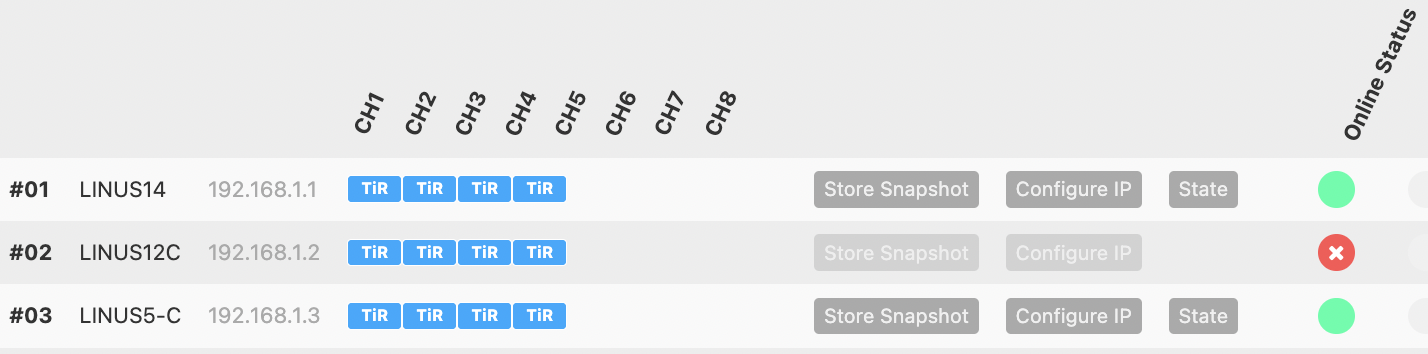 CH1 CH2 CH3 CH4 CH5 CH6 CH7 CH8 Online Status
#01 LINUS14 192.168.1.1 TiR TiR TiR TiR Store Snapshot Configure IP State
#02 LINUS12C 192.168.1.2 TiR TiR TiR TiR Store Snapshot Configure IP
#03 LINUS5-C 192.168.1.3 TiR TiR TiR TiR Store Snapshot Configure IP State